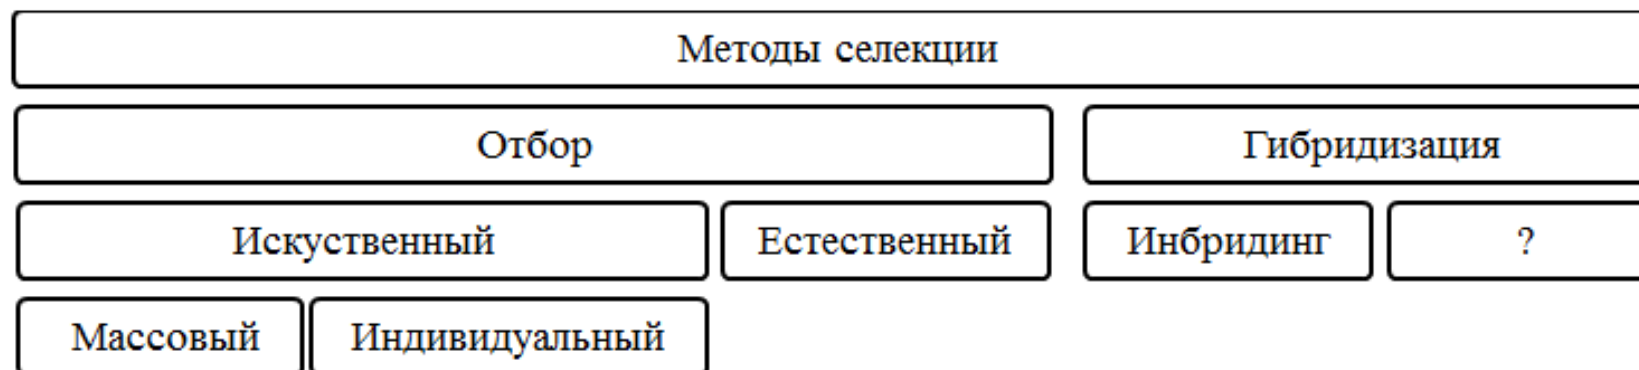 Методы селекции
Отбор Гибридизация
Искуственный Естественный Инбридинг ?
Массовый Индивидуальный